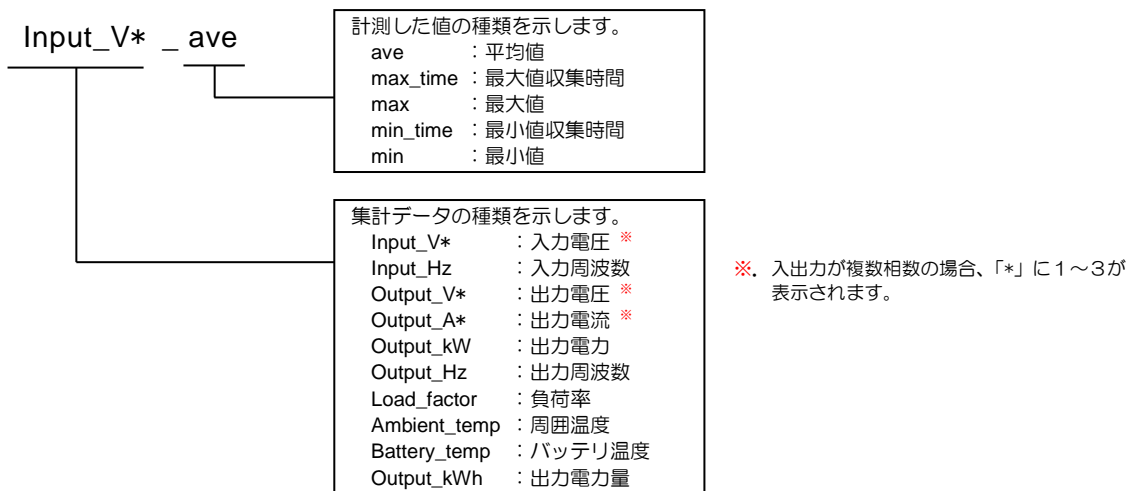 Input_V* _ ave
計測した値の種類を示します。
ave ：平均値
max_time ：最大値収集時間
max ：最大値
min_time ：最小値収集時間
min ：最小値
集計データの種類を示します。
Input_V* ：入力電圧 ※
Input_Hz ：入力周波数
Output_V* ：出力電圧 ※
Output_A* ：出力電流 ※
Output_kW ：出力電力
Output_Hz ：出力周波数
Load_factor ：負荷率
Ambient_temp ：周囲温度
Battery_temp ：バッテリ温度
Output_kWh ：出力電力量
※．入出力が複数相数の場合、「*」に１～３が
表示されます。